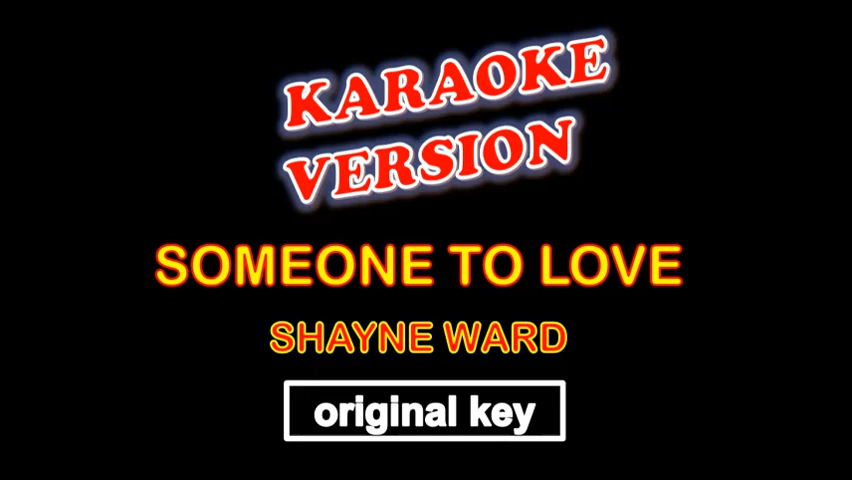 KARAOKE
VERSION
SOMEONE TO LOVE
SHAYNE WARD
original key